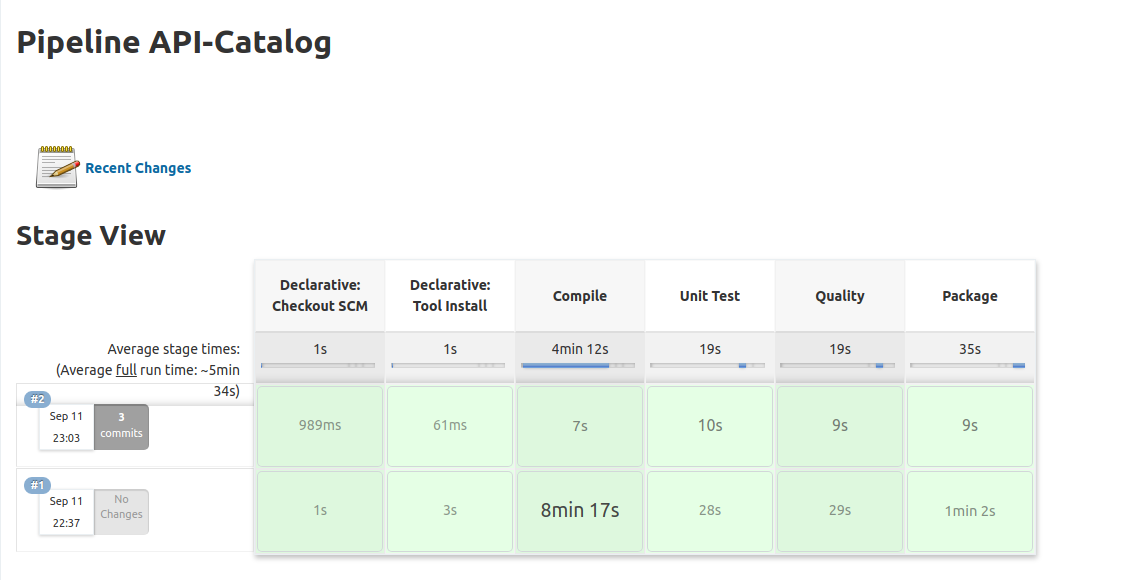 Pipeline API-Catalog
Recent Changes
Stage View
Declarative: Checkout SCM
Declarative: Tool Install
Compile
Unit Test
Quality
Package
Average stage times:
(Average full run time: ~5min
34s)
1s
1s
4min 12s
19s
19s
35s
#2
Sep 11
23:03
3
commits
989ms
61ms
7s
10s
9s
9s
#1
Sep 11
22:37
No
Changes
1s
3s
8min 17s
28s
29s
1min 2s